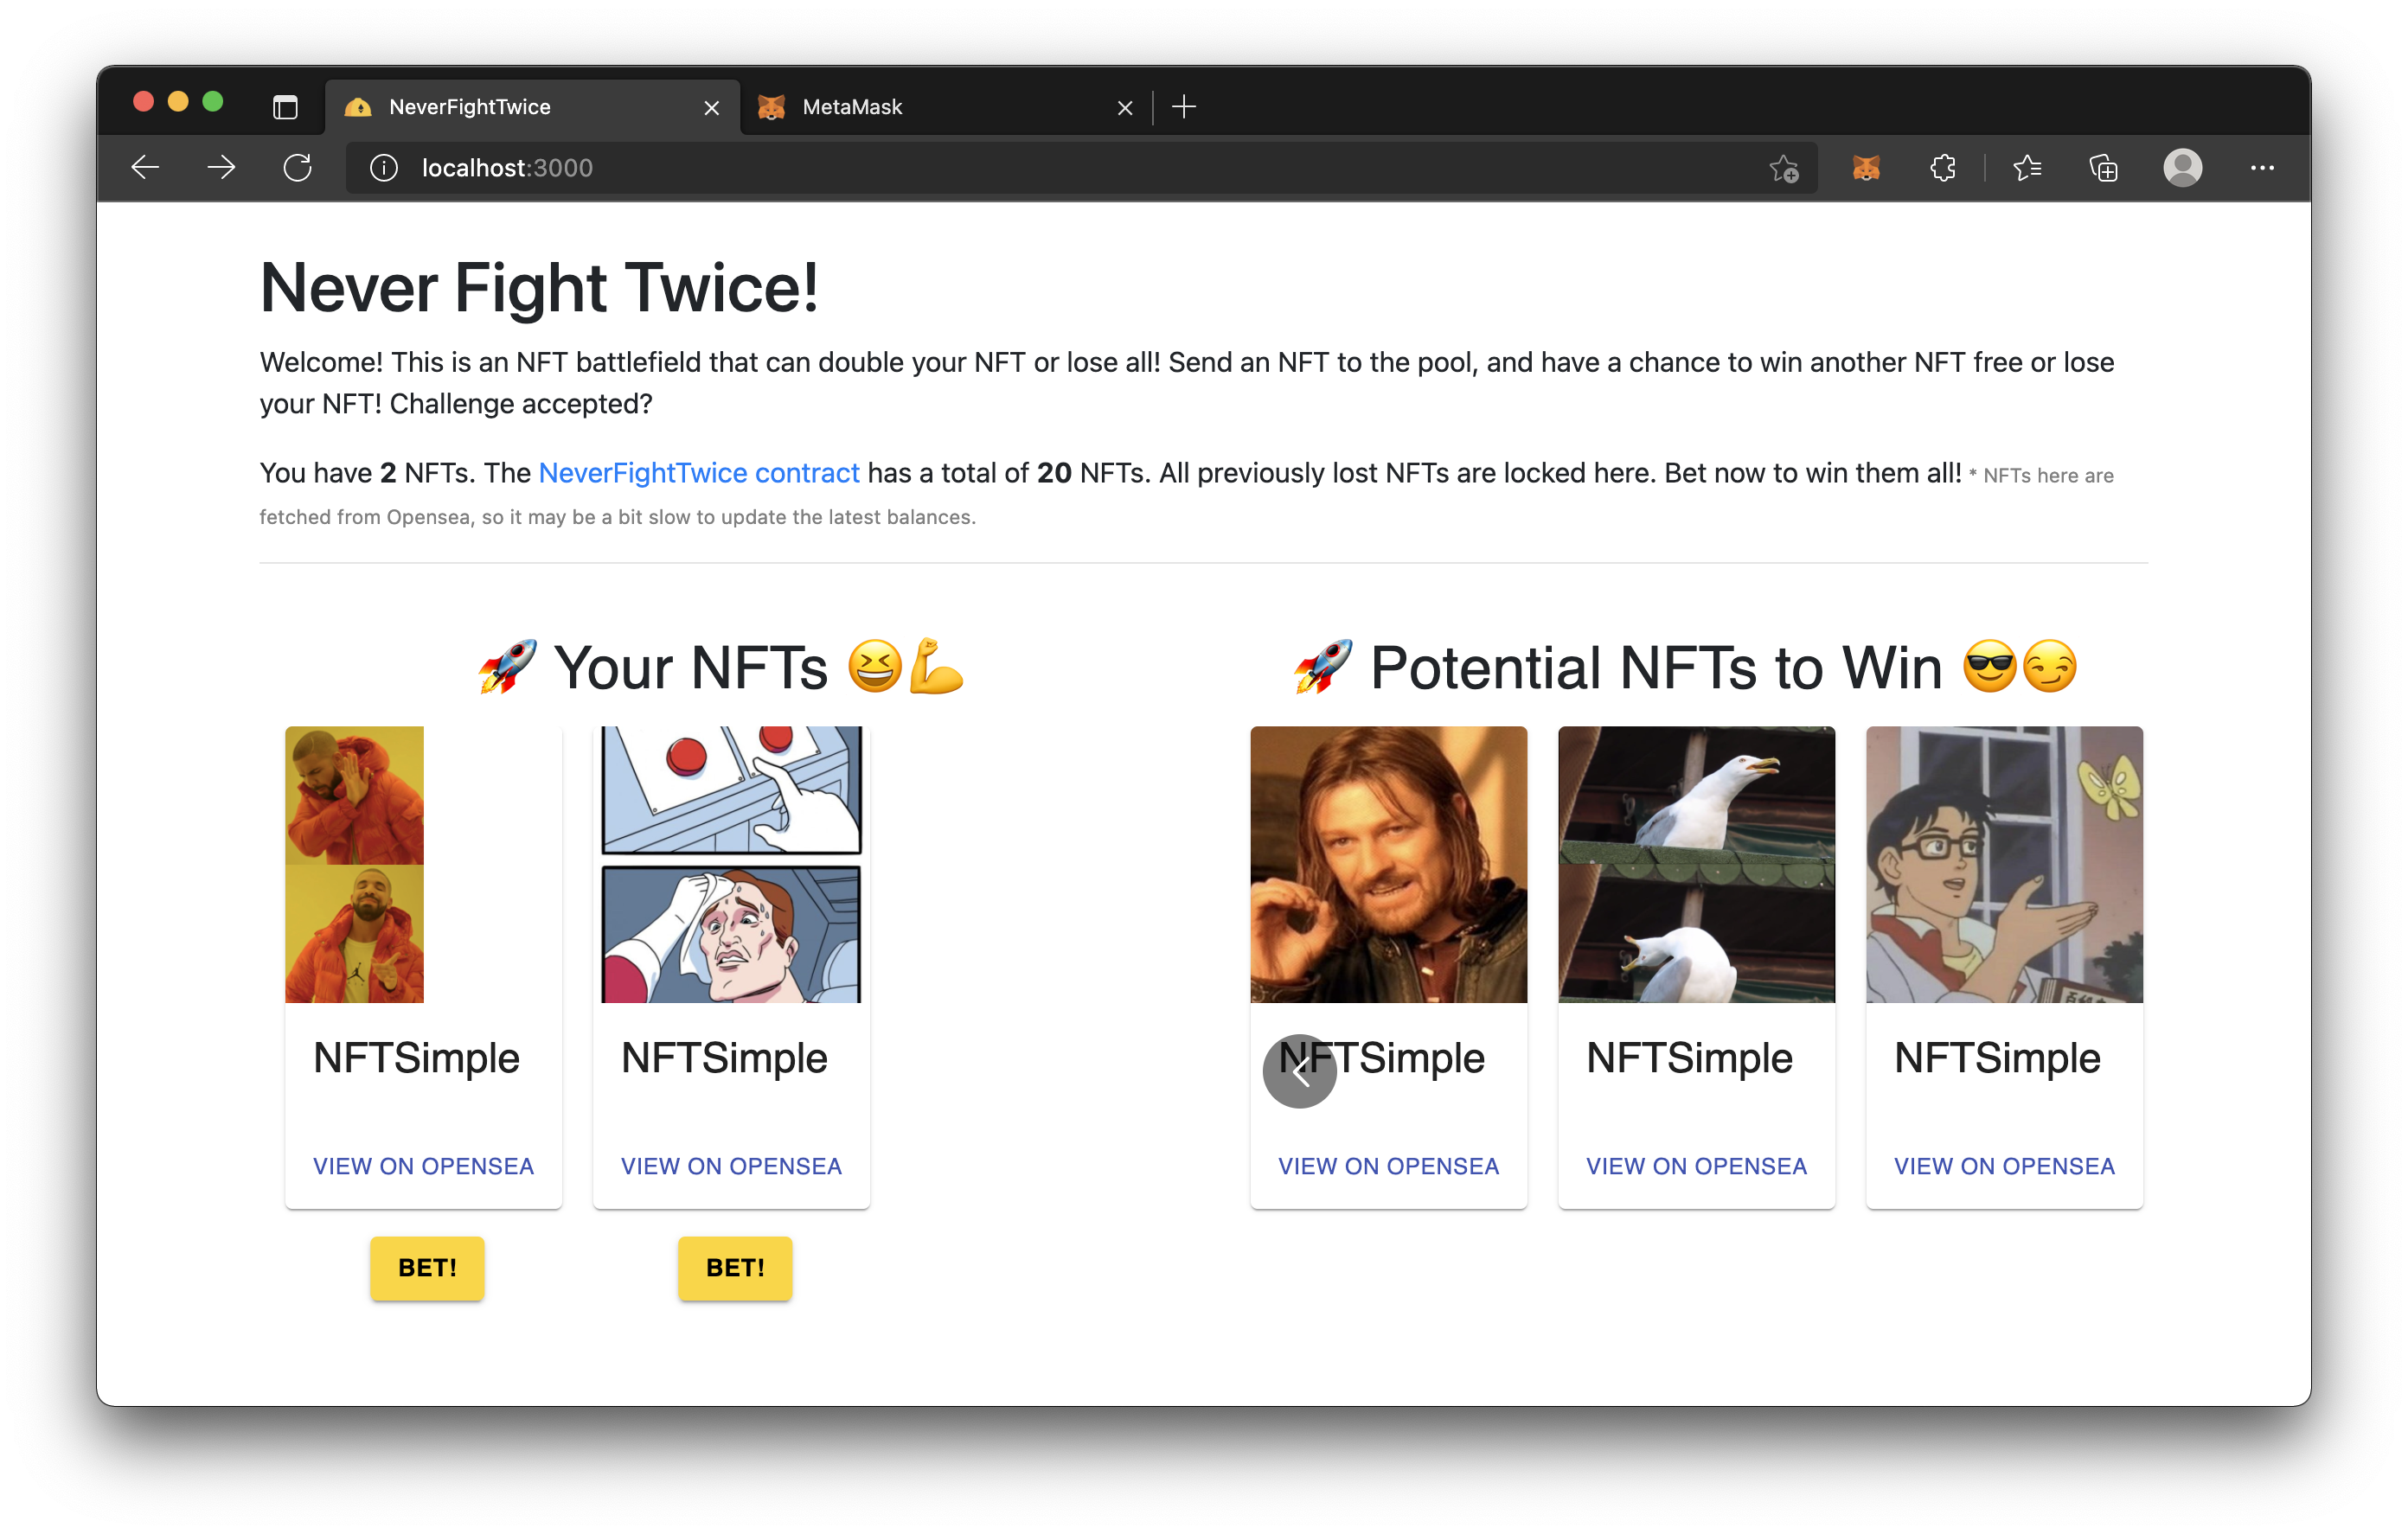 NeverFightTwice
MetaMask
localhost:3000
Never Fight Twice!
Welcome! This is an NFT battlefield that can double your NFT or lose all! Send an NFT to the pool, and have a chance to win another NFT free or lose
your NFT! Challenge accepted?
You have 2 NFTs. The NeverFightTwice contract has a total of 20 NFTs. All previously lost NFTs are locked here. Bet now to win them all! * NFTs here are
fetched from Opensea, so it may be a bit slow to update the latest balances.
🚀 Your NFTs 😆💪
🚀 Potential NFTs to Win 😎😏
NFTSimple
NFTSimple
NFTSimple
NFTSimple
NFTSimple
VIEW ON OPENSEA
VIEW ON OPENSEA
VIEW ON OPENSEA
VIEW ON OPENSEA
VIEW ON OPENSEA
BET!
BET!